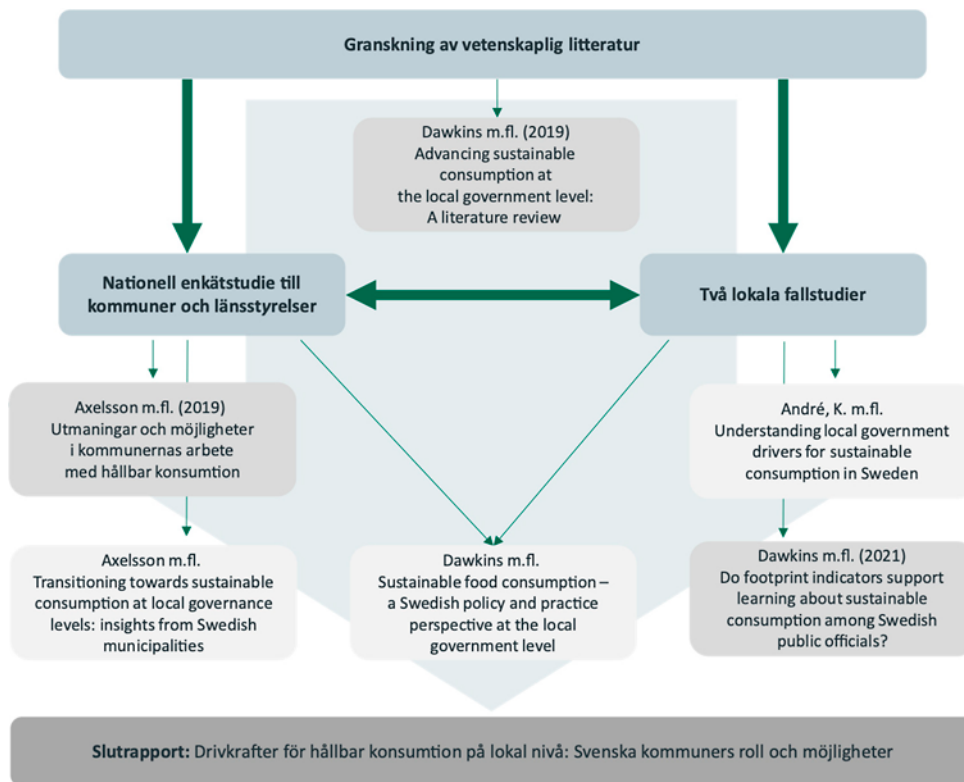 Granskning av vetenskaplig litteratur
Dawkins m.fl. (2019)
Advancing sustainable
consumption at
the local government level:
A literature review
Nationell enkätstudie till
kommuner och länsstyrelser
Två lokala fallstudier
Axelsson m.fl. (2019)
Utmaningar och möjligheter
i kommunernas arbete
med hållbar konsumtion
André, K. m.fl.
Understanding local government
drivers for sustainable
consumption in Sweden
Axelsson m.fl.
Transitioning towards sustainable
consumption at local governance
levels: insights from Swedish
municipalities
Dawkins m.fl.
Sustainable food consumption –
a Swedish policy and practice
perspective at the local
government level
Dawkins m.fl. (2021)
Do footprint indicators support
learning about sustainable
consumption among Swedish
public officials?
Slutrapport: Drivkrafter för hållbar konsumtion på lokal nivå: Svenska kommuners roll och möjligheter